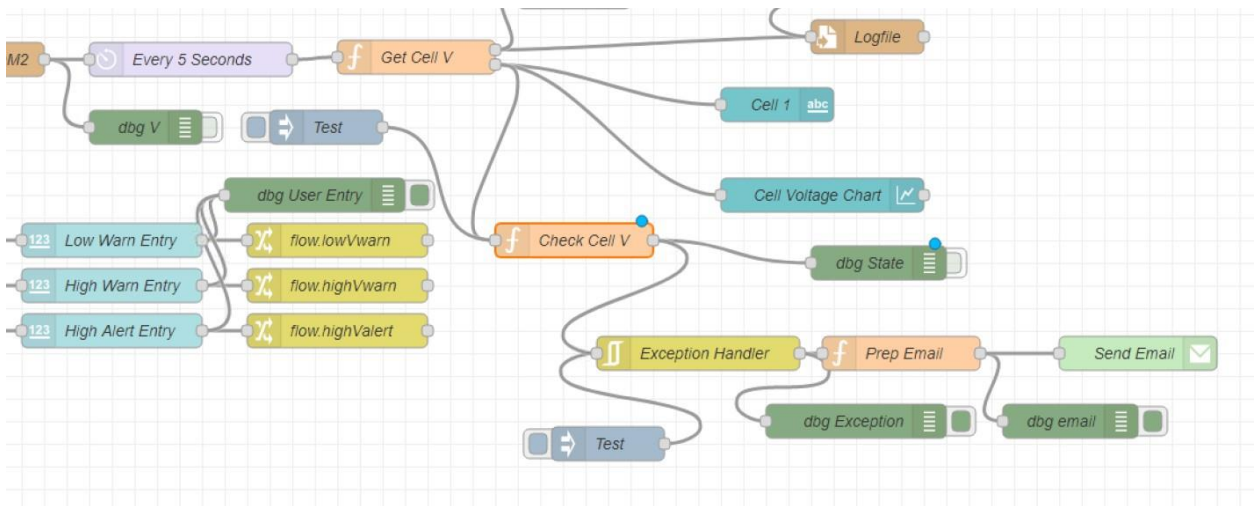 Logfile
M2
Every 5 Seconds
Get Cell V
Cell 1
abc
dbg V
Test
dbg User Entry
Cell Voltage Chart
123
Low Warn Entry
flow.lowVwarn
Check Cell V
dbg State
123
High Warn Entry
flow.highVwarn
123
High Alert Entry
flow.highValert
Exception Handler
Prep Email
Send Email
dbg Exception
dbg email
Test